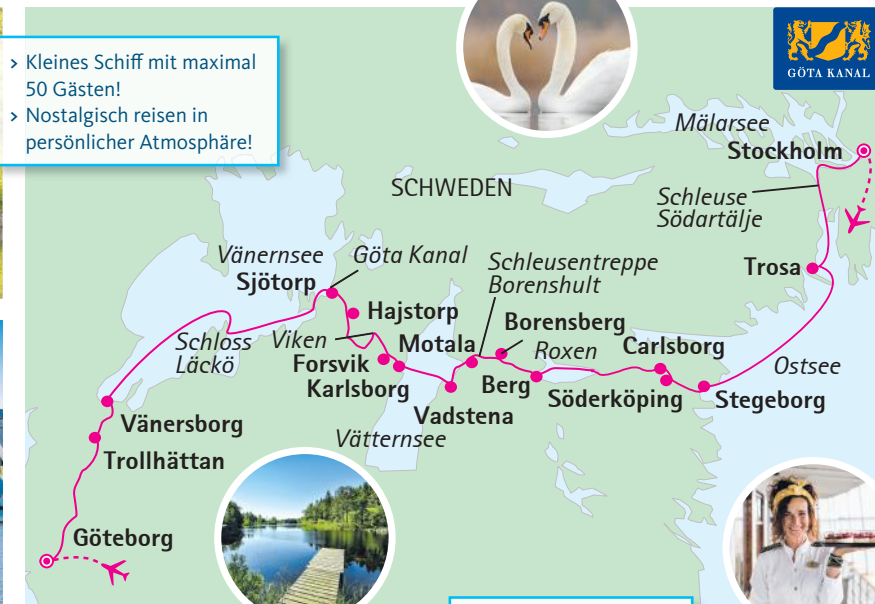 › Kleines Schiff mit maximal
50 Gästen!
› Nostalgisch reisen in
persönlicher Atmosphäre!
GÖTA KANAL
Mälarsee
Stockholm
SCHWEDEN
Schleuse
Södartälje
Vänernsee
Göta Kanal
Sjötorp
Schleusentreppe
Borenshult
Trosa
Hajstorp
Borensberg
Schloss
Läckö
Viken
Motala
Roxen
Carlsborg
Ostsee
Forsvik
Karlsborg
Berg
Söderköping
Stegeborg
Vadstena
Vänersborg
Vätternsee
Trollhättan
Göteborg